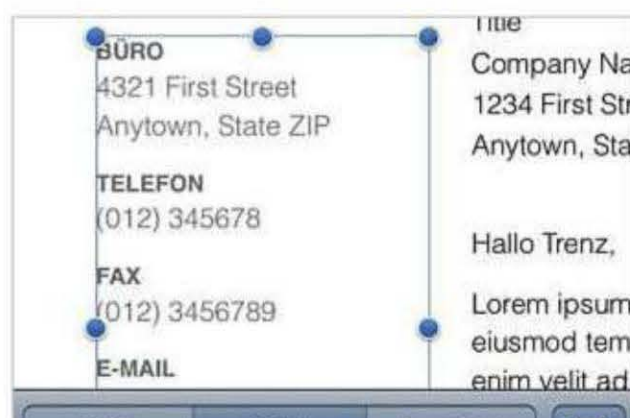 BÜRO
4321 First Street
Anytown, State ZIP
TELEFON
(012) 345678
FAX
(012) 3456789
E-MAIL
Title
Company Na
1234 First Str
Anytown, Sta
Hallo Trenz,
Lorem ipsum
eiusmod tem
enim velit ad